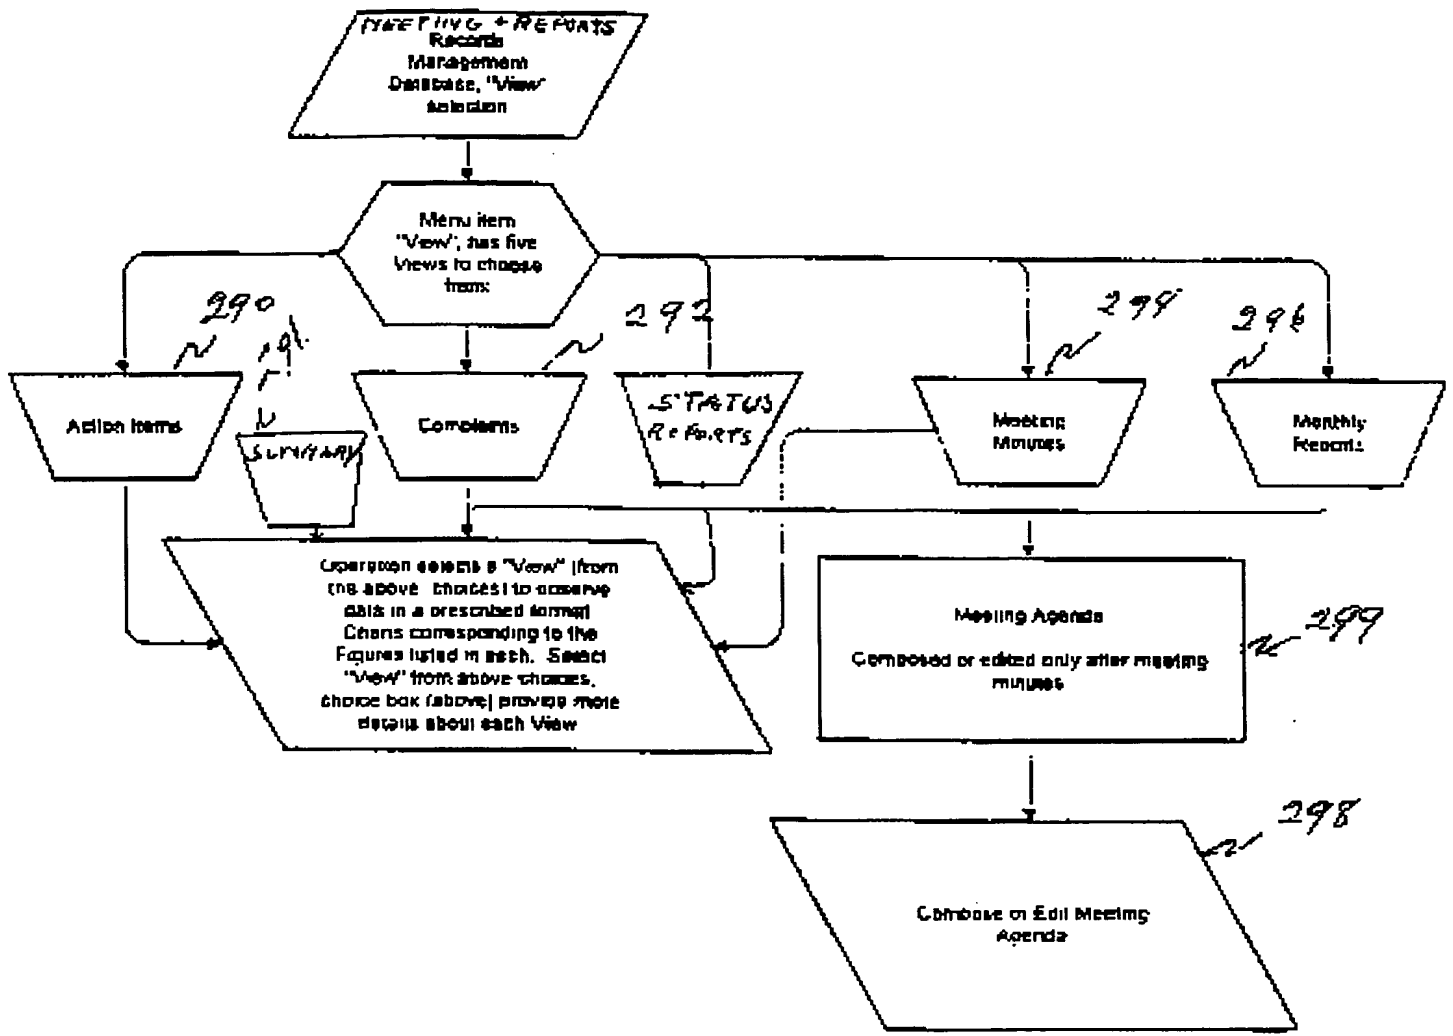 MEETING + REPORTS
Records
Management
Database, "View"
selection
Menu item
"View", has five
Views to choose
from:
290
292
294
296
Action Items
SUMMARY
Complaints
STATUS
REPORTS
Meeting
Minutes
Monthly
Reports
Operation selects a "View" (from
the above choices) to observe
data in a prescribed format
Charts corresponding to the
Figures listed in each. Select
"View" from above choices,
choice box (above) provide more
details about each View
Meeting Agenda
Composed or edited only after meeting
minutes
299
298
Compose or Edit Meeting
Agenda